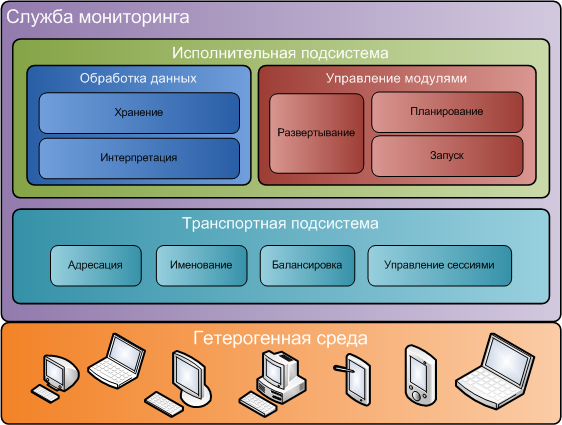 Служба мониторинга
Исполнительная подсистема
Обработка данных
Хранение
Интерпретация
Управление модулями
Развертывание
Планирование
Запуск
Транспортная подсистема
Адресация
Именование
Балансировка
Управление сессиями
Гетерогенная среда